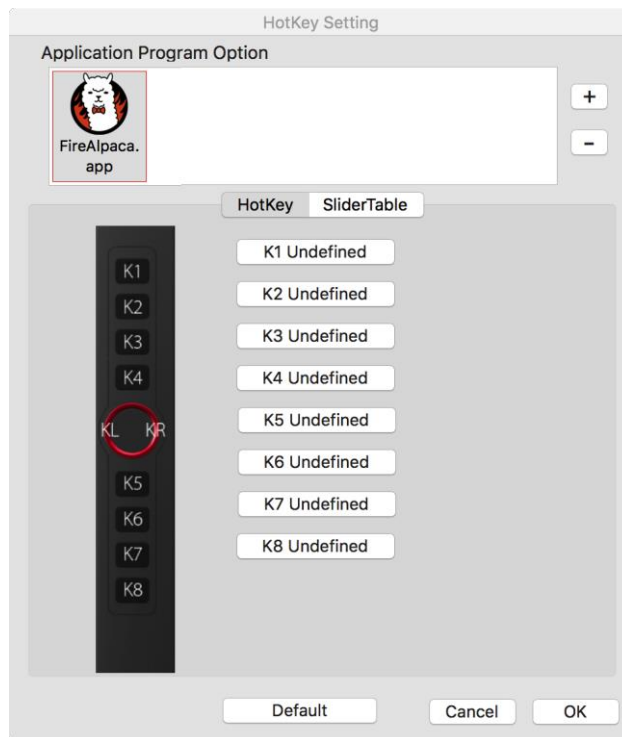 HotKey Setting
Application Program Option
FireAlpaca.
app
+
-
HotKey SliderTable
K1
K2
K3
K4
KL KR
K5
K6
K7
K8
K1 Undefined
K2 Undefined
K3 Undefined
K4 Undefined
K5 Undefined
K6 Undefined
K7 Undefined
K8 Undefined
Default Cancel OK